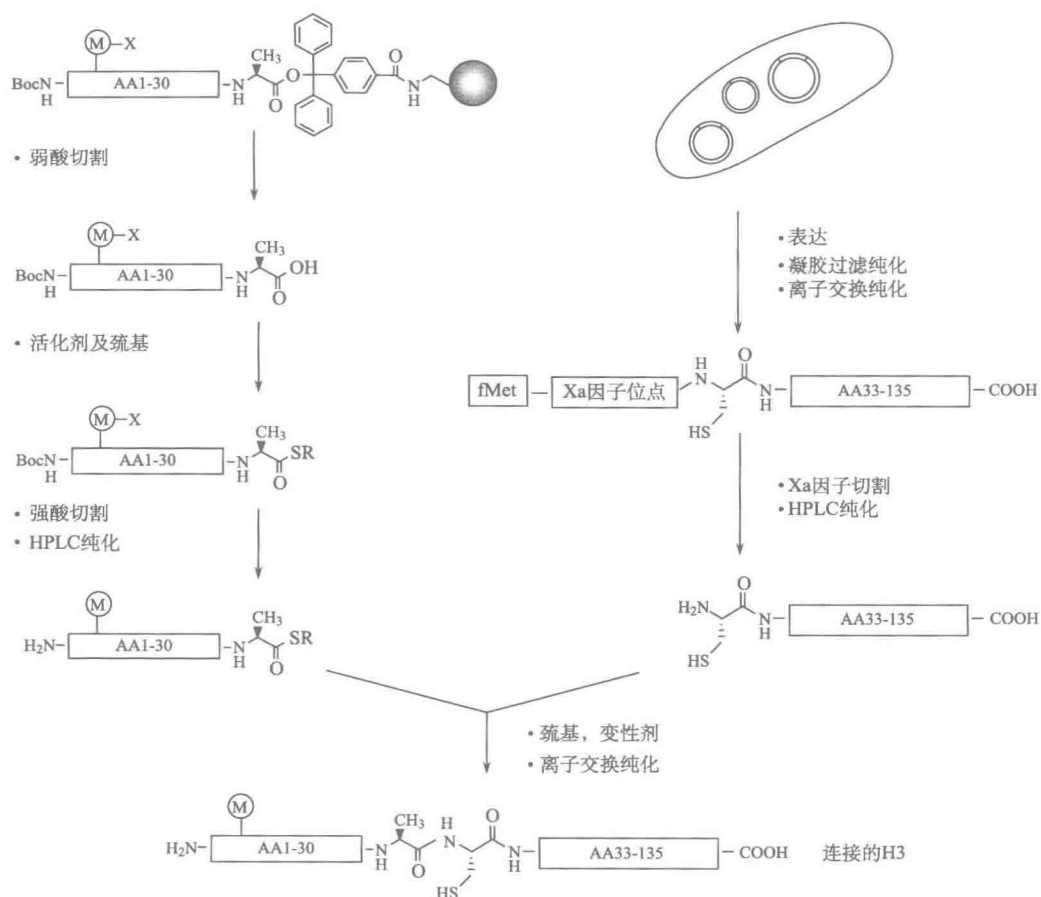 M
X
BocN
H
AA1-30
N
H
CH₃
O
O
O
N
H
• 弱酸切割
M
X
BocN
H
AA1-30
N
H
CH₃
OH
O
• 活化剂及巯基
M
X
BocN
H
AA1-30
N
H
CH₃
SR
O
• 强酸切割
• HPLC纯化
M
H₂N
AA1-30
N
H
CH₃
SR
O
•表达
•凝胶过滤纯化
•离子交换纯化
fMet
Xa因子位点
H
N
O
HS
N
H
AA33-135
COOH
•Xa因子切割
•HPLC纯化
H₂N
O
HS
N
H
AA33-135
COOH
•巯基，变性剂
•离子交换纯化
M
H₂N
AA1-30
N
H
CH₃
O
H
N
HS
O
N
H
AA33-135
COOH
连接的H3